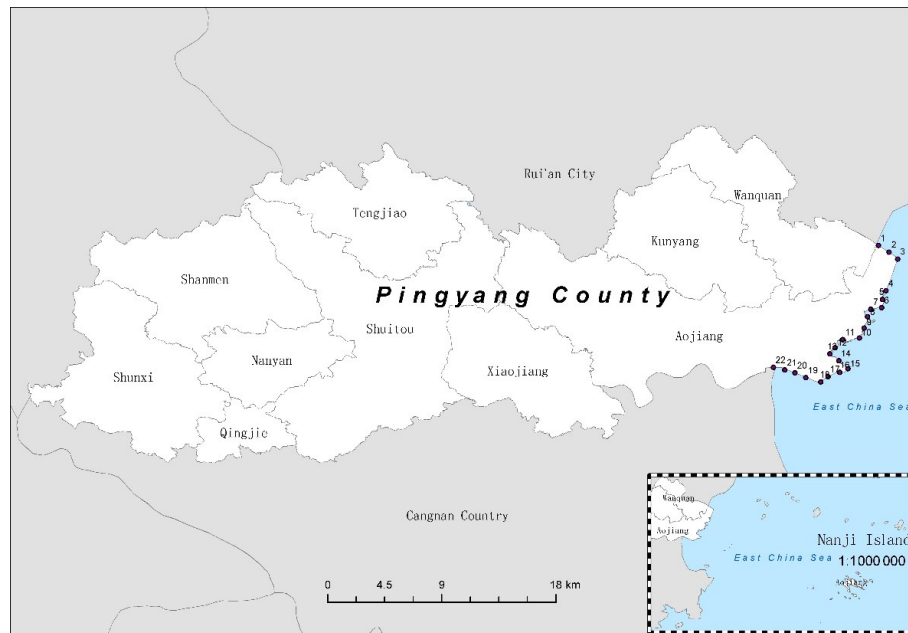 Rui'an City
Wanquan
Tengjiao
Kunyang
1
2
3
Shanmen
Pingyang County
4
5
6
7
8
9
10
Shuitou
Aojiang
11
12
13
14
Nanyan
Xiaojiang
22
21
20
19
18
17
16
15
Shunxi
East China Sea
Qingjie
Cangnan Country
Wanquan
Aojiang
Nanji Island
East China Sea
1:1000 000
Aojiang
0
4.5
9
18 km